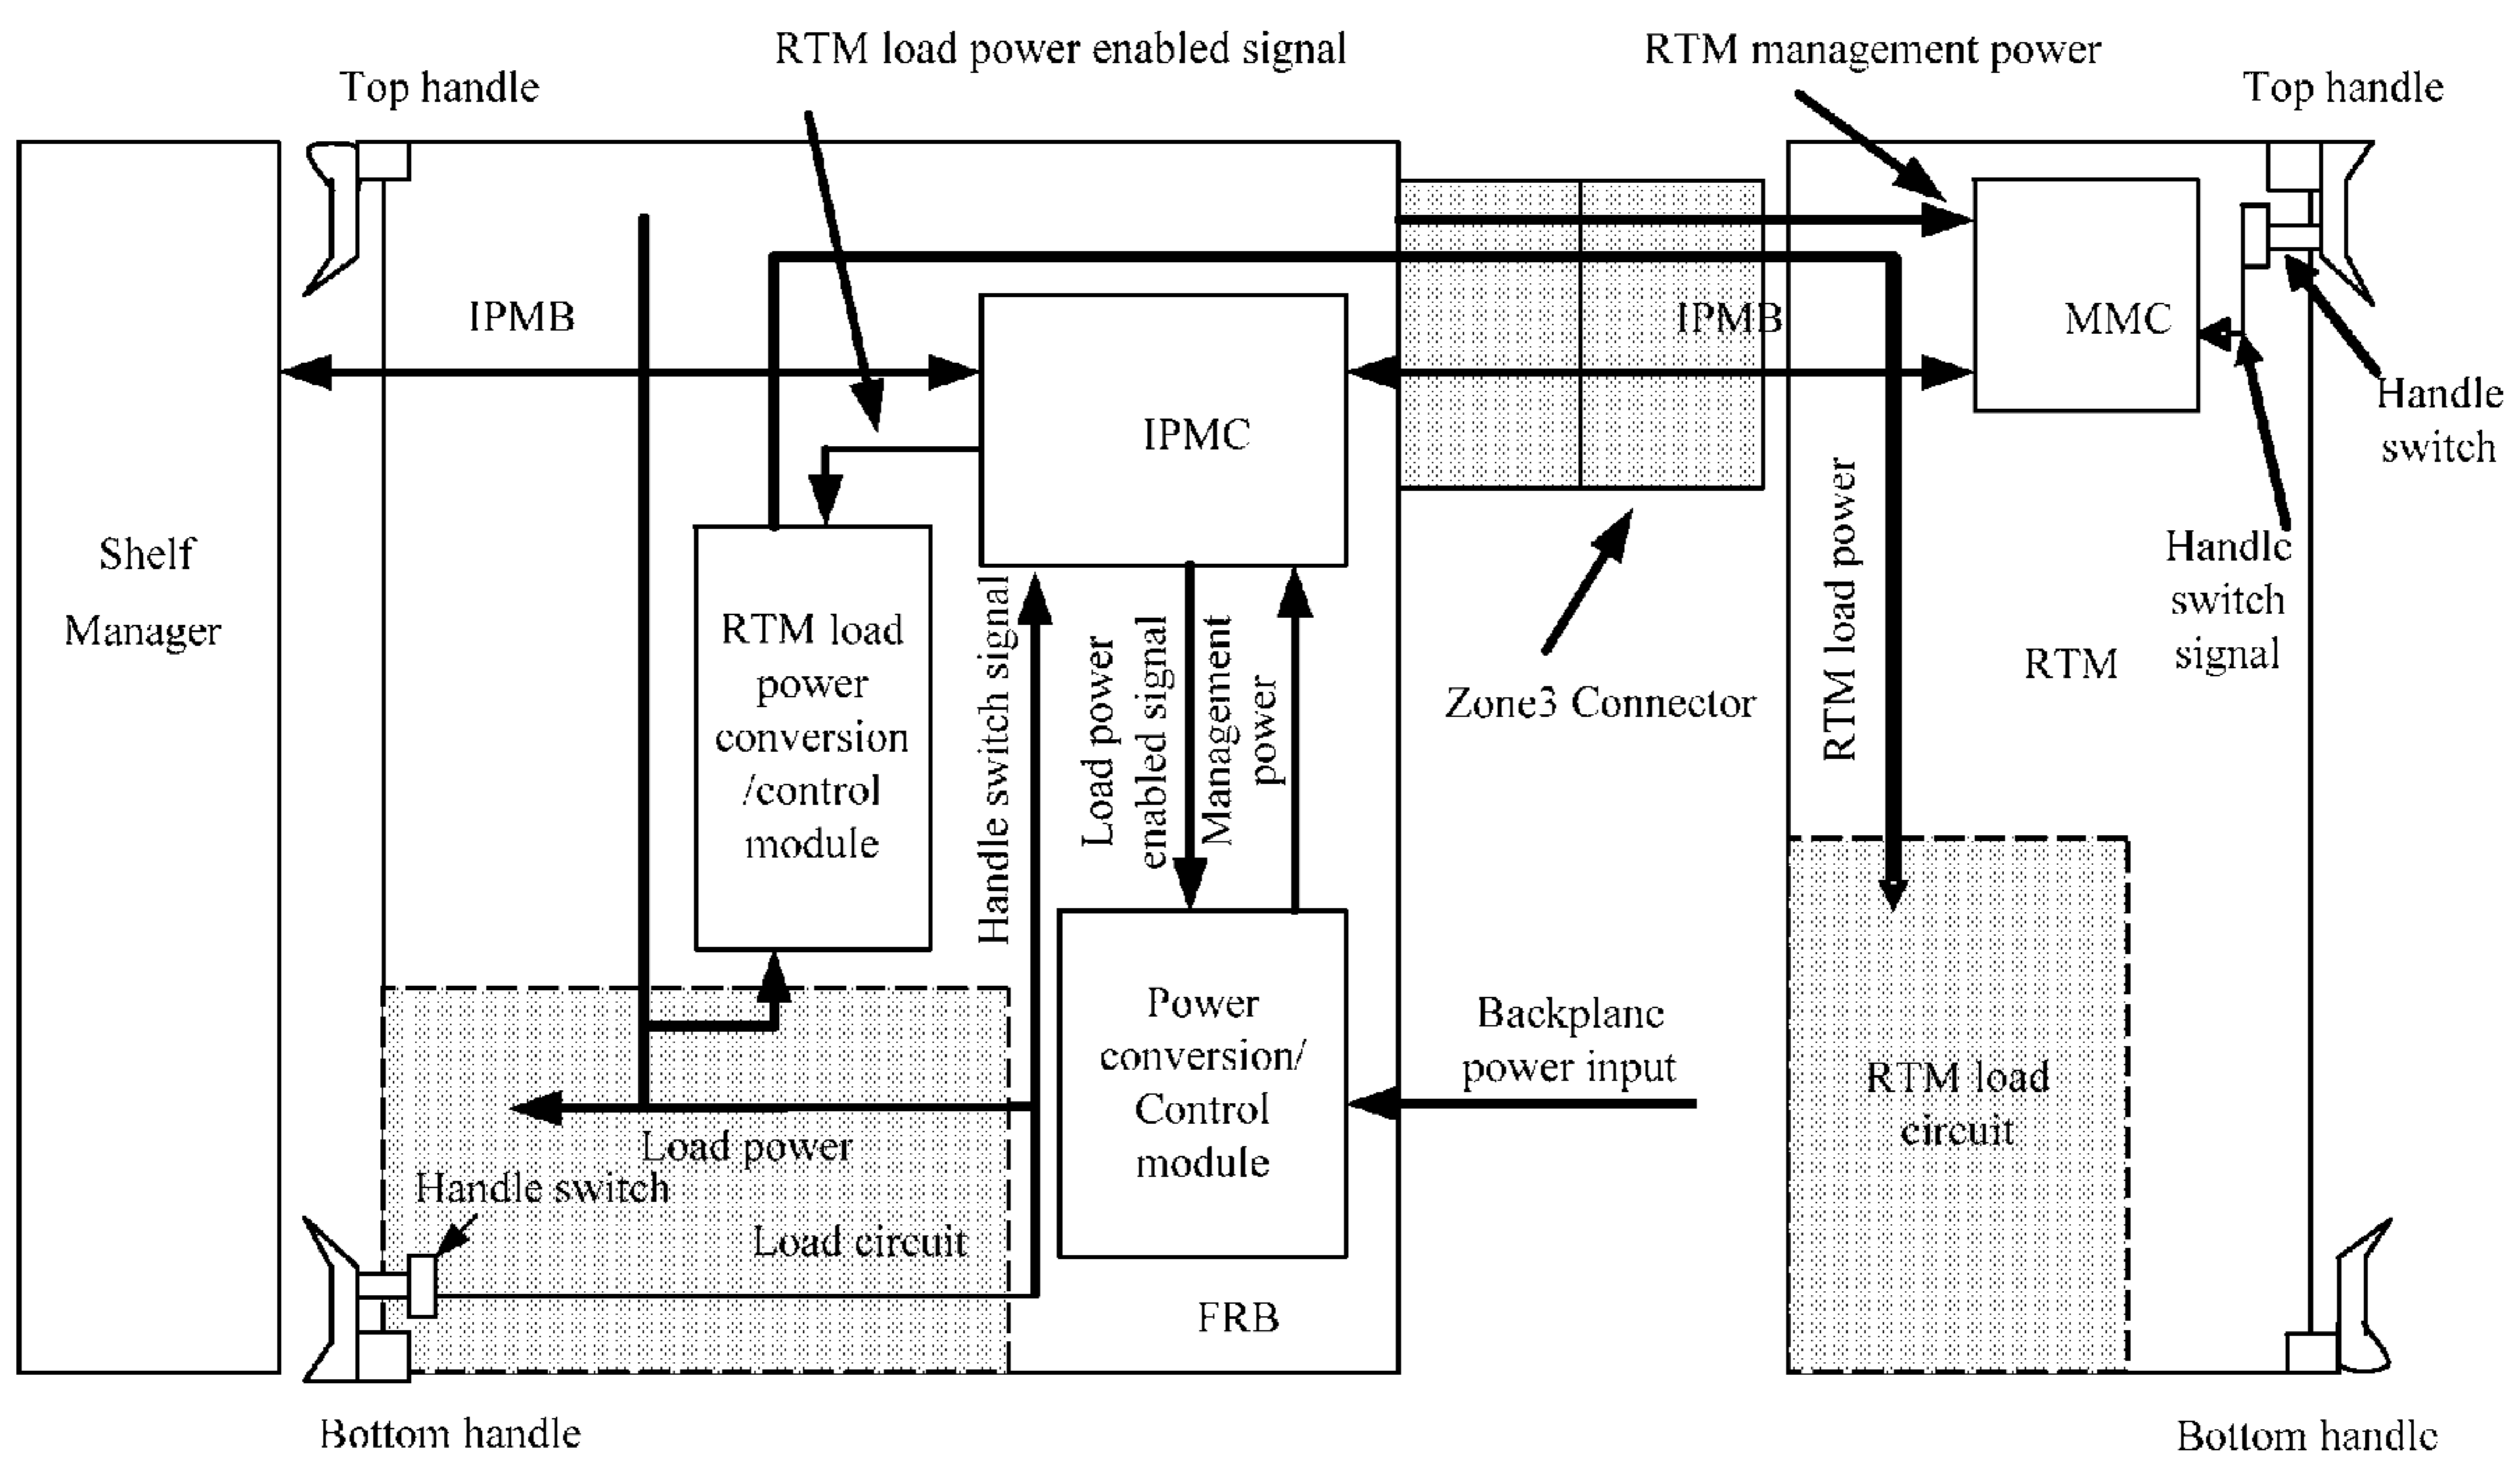 RTM load power enabled signal
RTM management power
Top handle
Top handle
IPMB
IPMB
MMC
Handle
switch
IPMC
Shelf
Manager
RTM load
power
conversion
/control
module
Handle switch signal
Load power
enabled signal
Management
power
Zone3 Connector
RTM load power
Handle
switch
signal
RTM
Power
conversion/
Control
module
Backplane
power input
RTM load
circuit
Load power
Handle switch
Load circuit
FRB
Bottom handle
Bottom handle